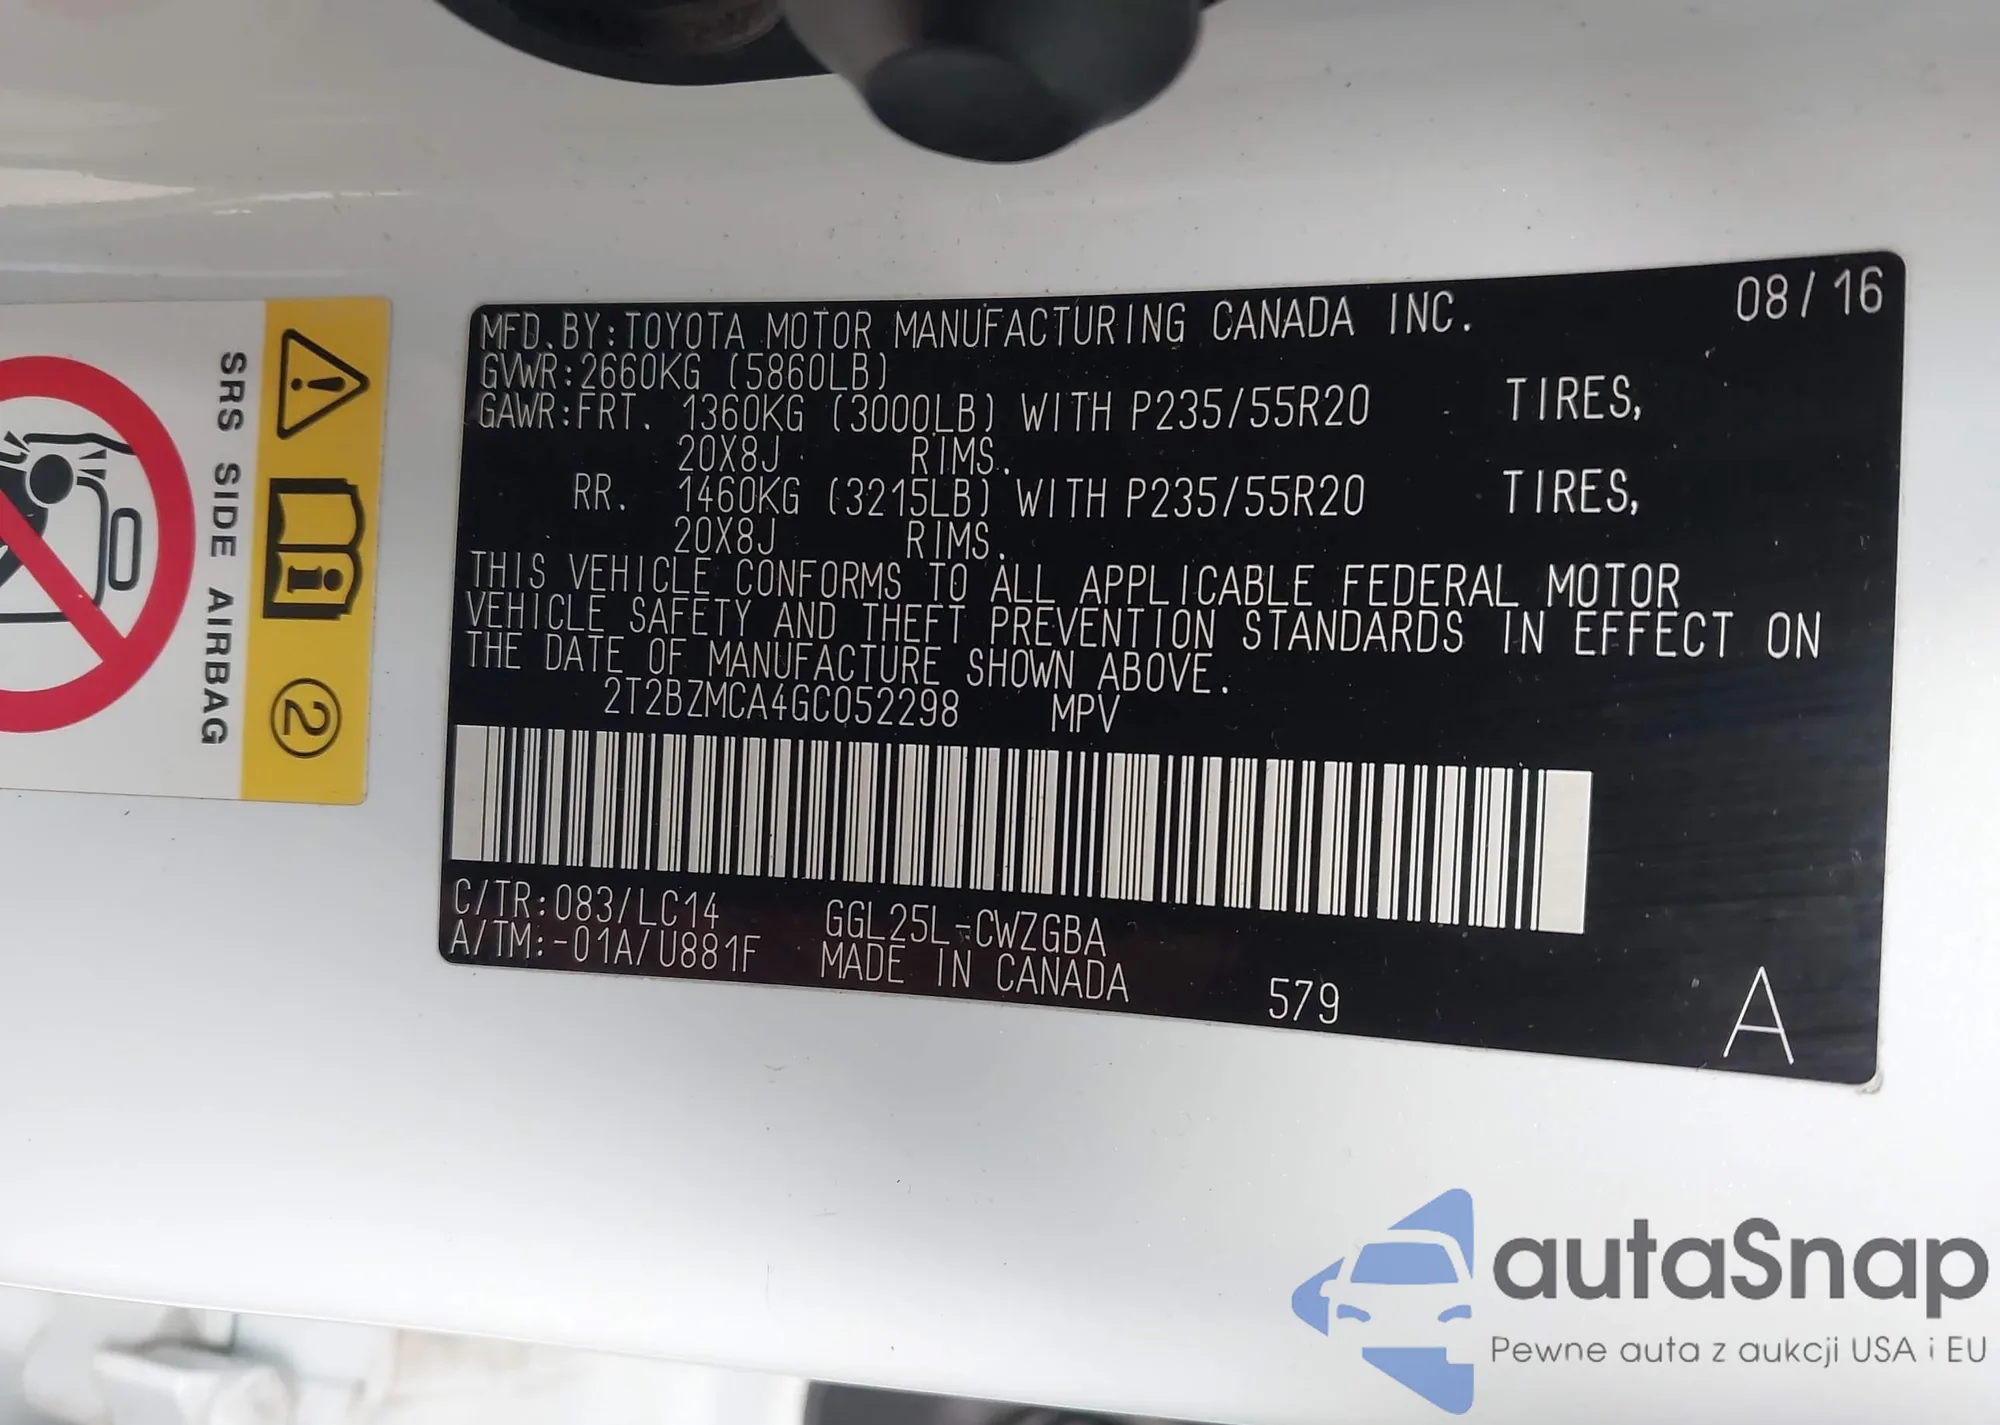 SRS SIDE AIRBAG
2
MFD.BY:TOYOTA MOTOR MANUFACTURING CANADA INC. 08/16
GVWR:2660KG (5860LB)
GAWR:FRT. 1360KG (3000LB) WITH P235/55R20 TIRES,
20X8J RIMS.
RR. 1460KG (3215LB) WITH P235/55R20 TIRES,
20X8J RIMS.
THIS VEHICLE CONFORMS TO ALL APPLICABLE FEDERAL MOTOR
VEHICLE SAFETY AND THEFT PREVENTION STANDARDS IN EFFECT ON
THE DATE OF MANUFACTURE SHOWN ABOVE.
2T2BZMCA4GC052298 MPV
C/TR:083/LC14 GGL25L-CWZGBA
A/TM:-01A/U881F MADE IN CANADA 579 A
autaSnap
Pewne auta z aukcji USA i EU